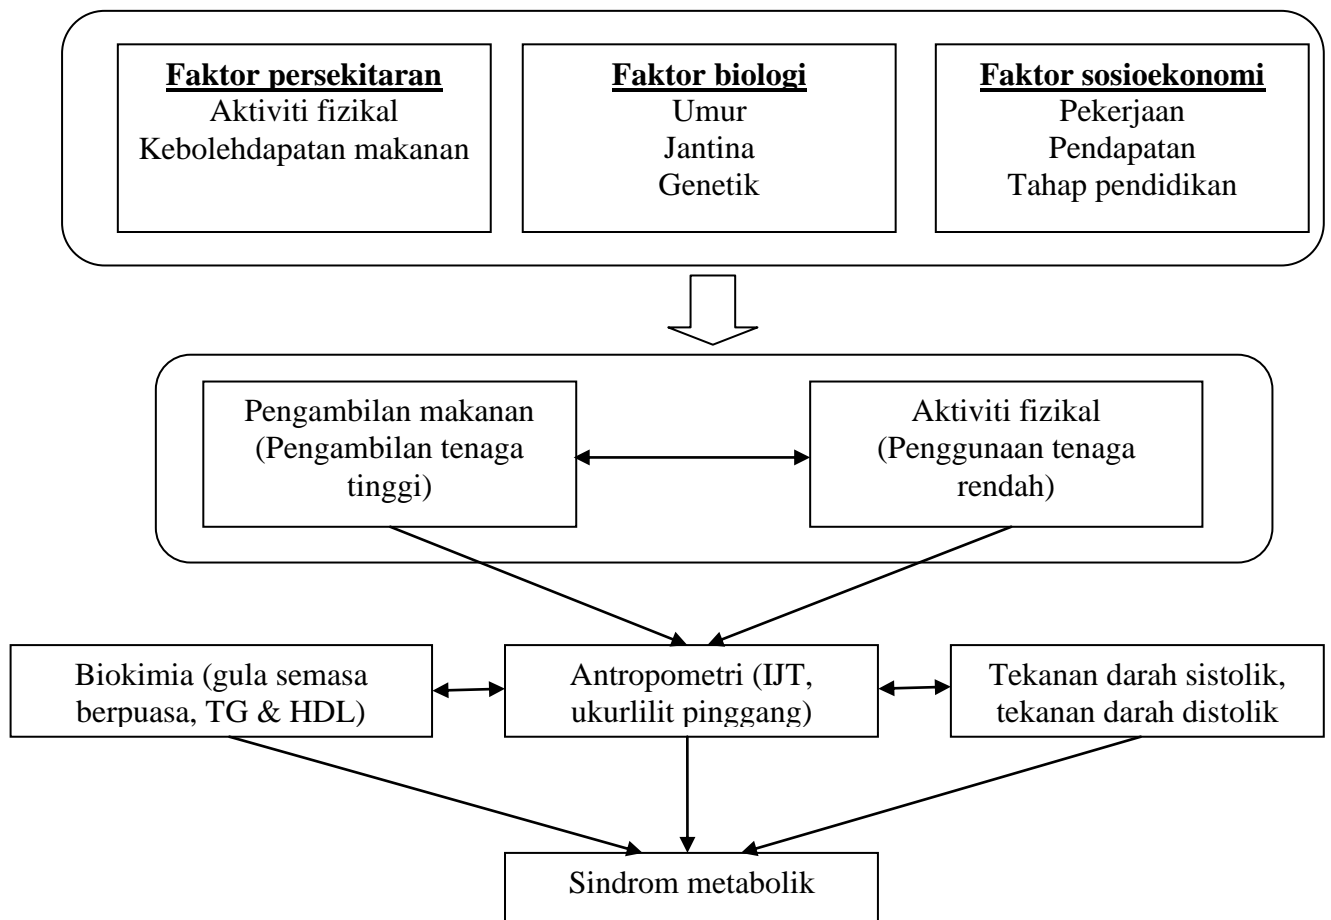 Faktor persekitaran
Aktiviti fizikal
Kebolehdapatan makanan
Faktor biologi
Umur
Jantina
Genetik
Faktor sosioekonomi
Pekerjaan
Pendapatan
Tahap pendidikan
Pengambilan makanan
(Pengambilan tenaga
tinggi)
Aktiviti fizikal
(Penggunaan tenaga
rendah)
Biokimia (gula semasa
berpuasa, TG & HDL)
Antropometri (IJT,
ukurlilit pinggang)
Tekanan darah sistolik,
tekanan darah distolik
Sindrom metabolik